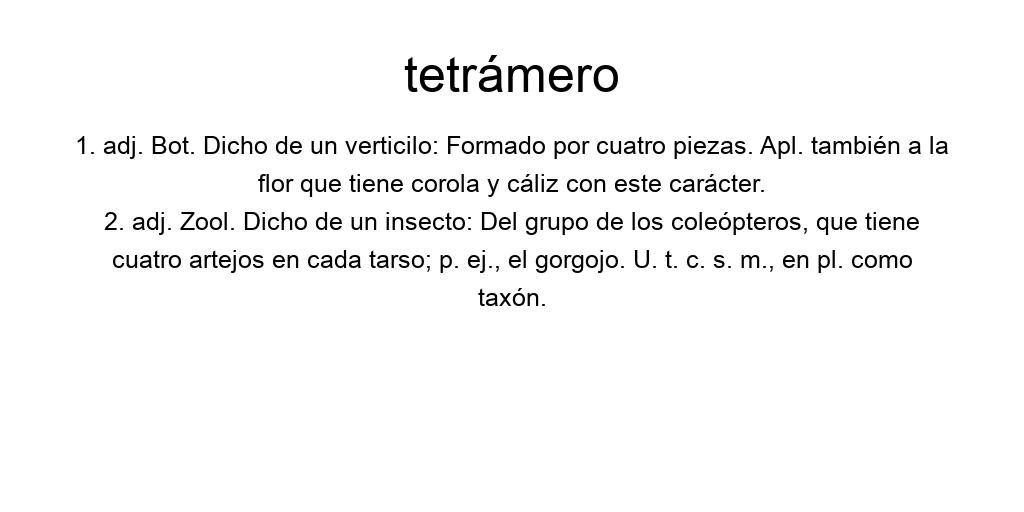 tetrámero
1. adj. Bot. Dicho de un verticilo: Formado por cuatro piezas. Apl. también a la
flor que tiene corola y cáliz con este carácter.
2. adj. Zool. Dicho de un insecto: Del grupo de los coleópteros, que tiene
cuatro artejos en cada tarso; p. ej., el gorgojo. U. t. c. s. m., en pl. como
taxón.